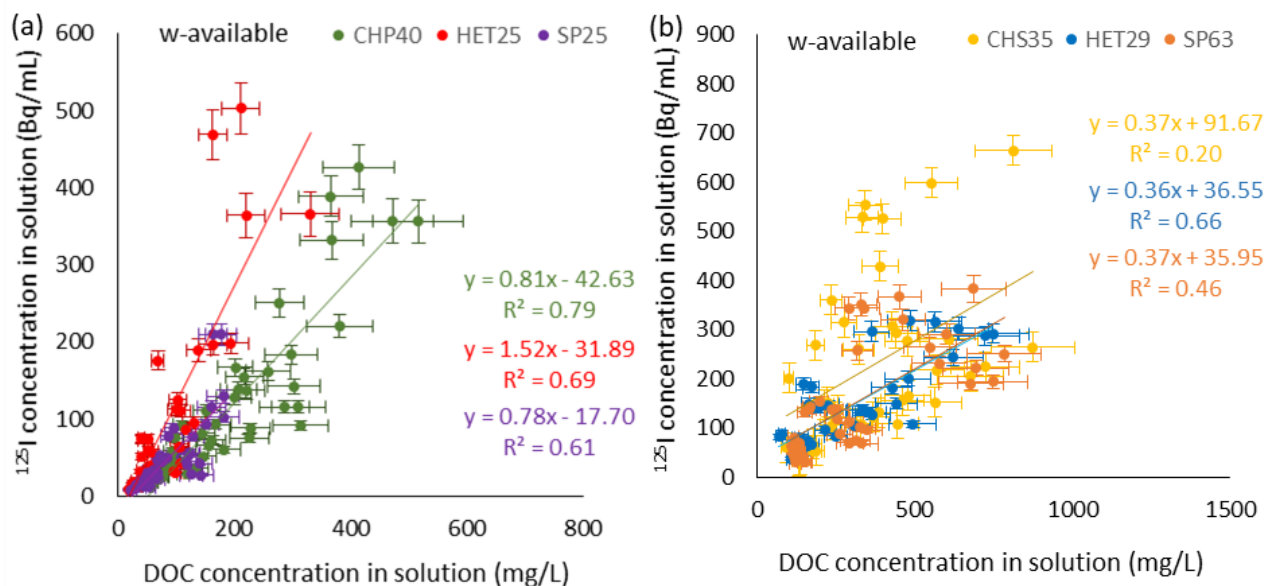 (a)
w-available
CHP40 HET25 SP25
600
500
400
300
200
100
0
0 200 400 600 800
¹²⁵I concentration in solution (Bq/mL)
DOC concentration in solution (mg/L)
y = 0.81x - 42.63
R² = 0.79
y = 1.52x - 31.89
R² = 0.69
y = 0.78x - 17.70
R² = 0.61
(b)
w-available
CHS35 HET29 SP63
900
800
700
600
500
400
300
200
100
0
0 500 1000 1500
¹²⁵I concentration in solution (Bq/mL)
DOC concentration in solution (mg/L)
y = 0.37x + 91.67
R² = 0.20
y = 0.36x + 36.55
R² = 0.66
y = 0.37x + 35.95
R² = 0.46